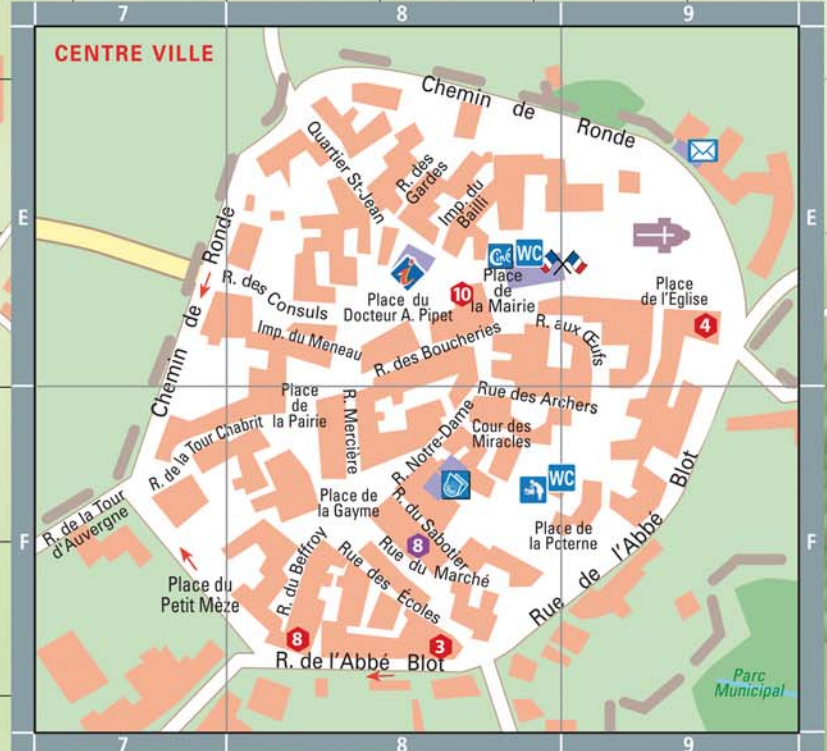 7
8
9
CENTRE VILLE
Chemin de Ronde
Quartier St-Jean
R. des
Gardes
Imp. du
Bailli
E
E
Ciné
WC
i
10
Place
de
la Mairie
Place
de l'Eglise
4
Chemin de Ronde
R. des Consuls
Place du
Docteur A. Pipet
Imp. du Meneau
R. des Boucheries
R. aux Œufs
Place
de
la Pairie
R. Mercière
Rue des Archers
Cour des
Miracles
R. Notre-Dame
R. de la Tour Chabrit
R. de la Tour
d'Auvergne
Place de
la Gayme
R. du Sabotier
WC
Place de
la Poterne
F
F
8
Rue du Marché
R. du Beffroy
Rue des Écoles
Place du
Petit Mèze
Rue de l'Abbé Blot
8
3
R. de l'Abbé Blot
Parc
Municipal
7
8
9